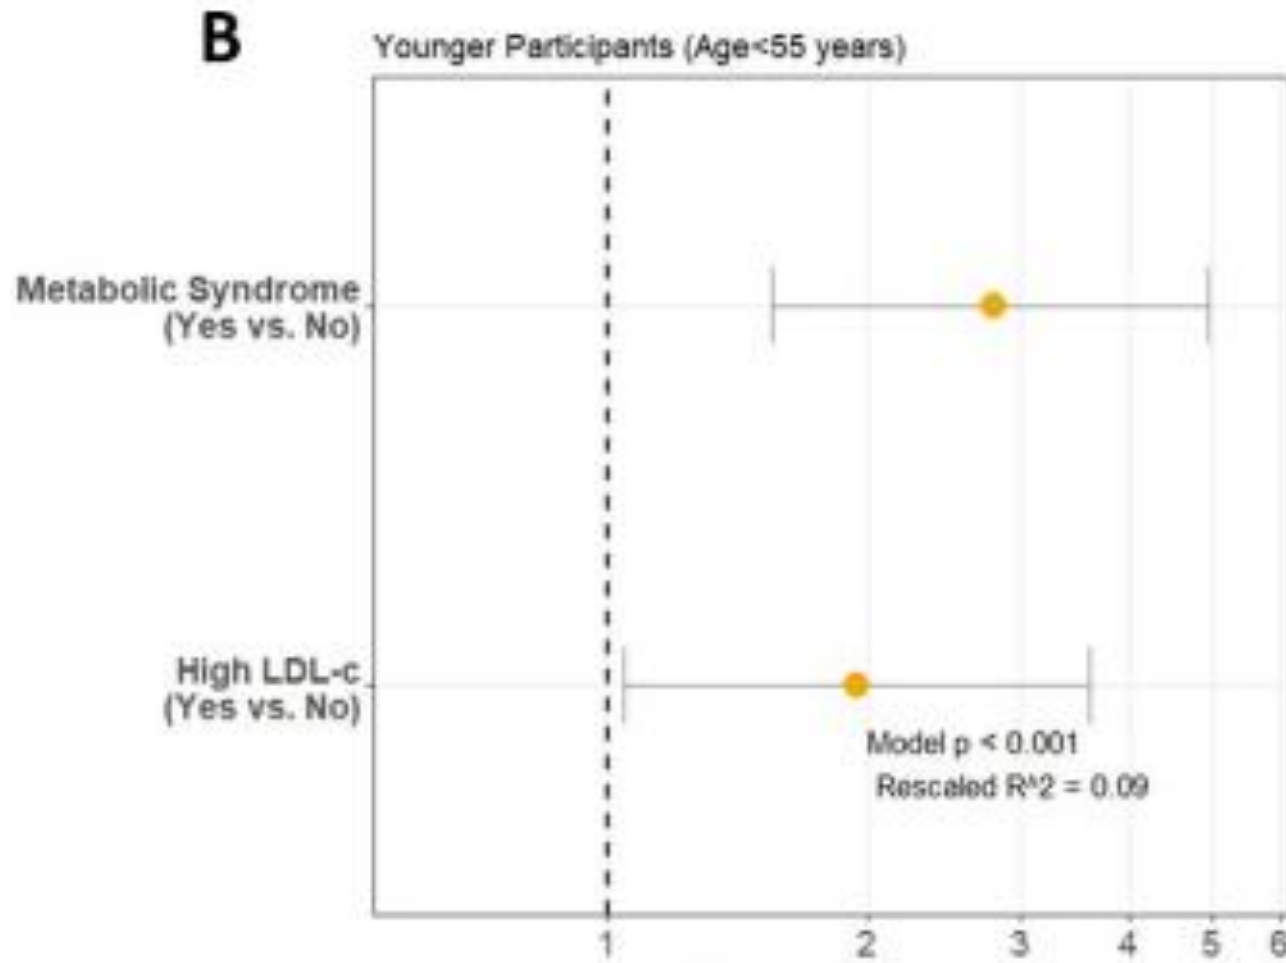 B
Younger Participants (Age<55 years)
Metabolic Syndrome
(Yes vs. No)
High LDL-c
(Yes vs. No)
Model p < 0.001
Rescaled R^2 = 0.09
1 2 3 4 5 6